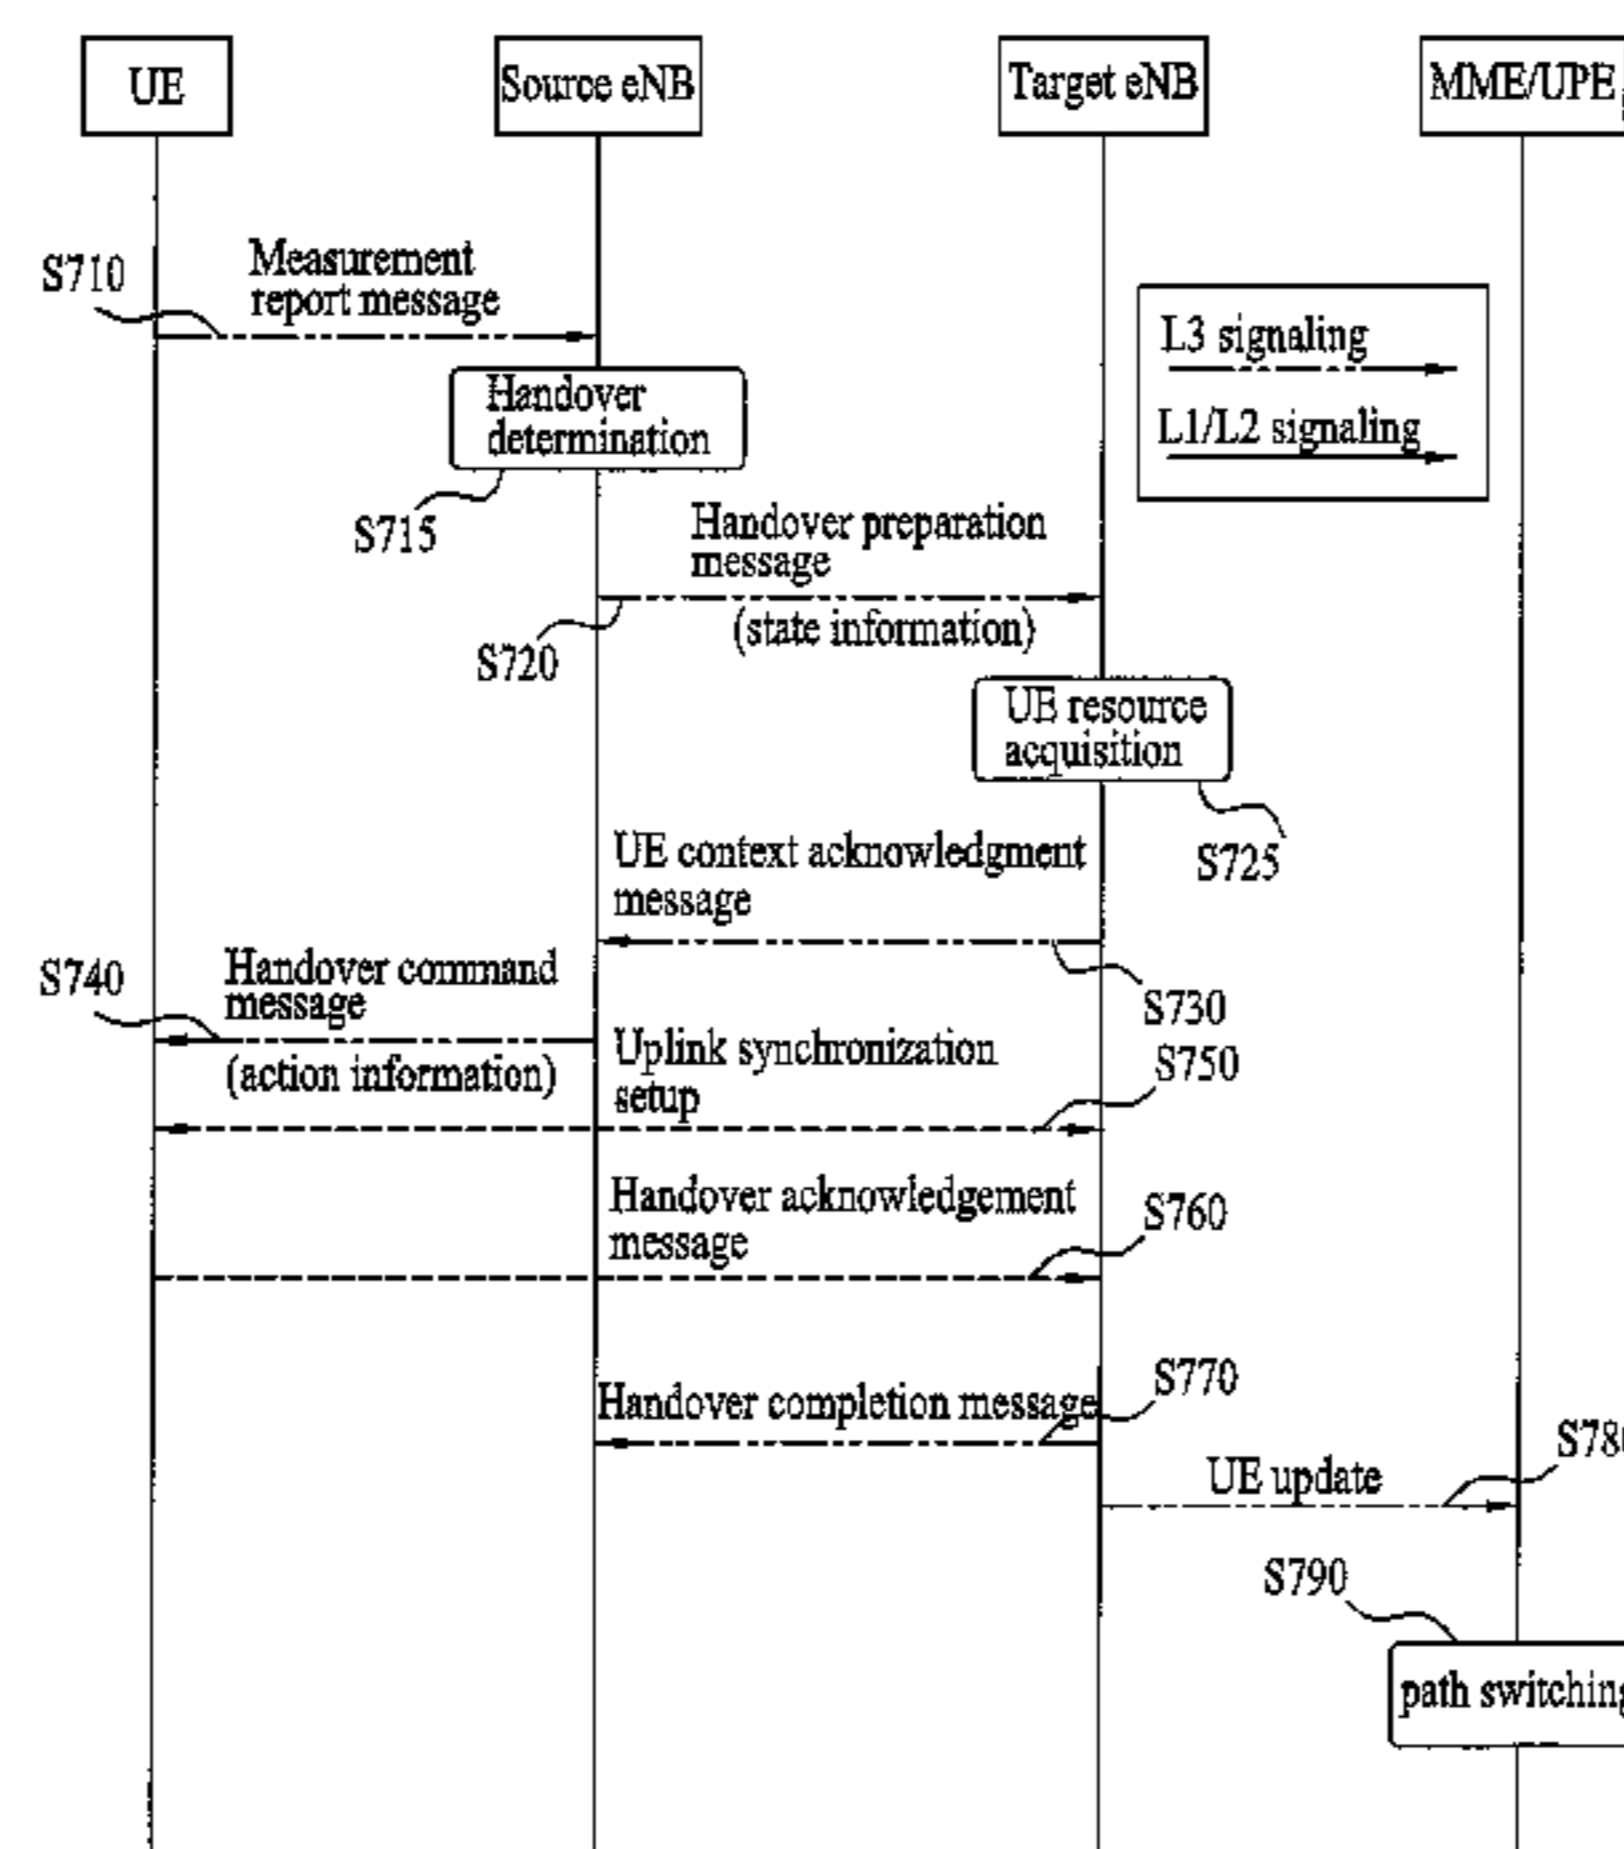 UE
Source eNB
Target eNB
MME/UPE
S710
Measurement
report message
L3 signaling
L1/L2 signaling
Handover
determination
S715
Handover preparation
message
(state information)
S720
UE resource
acquisition
S725
UE context acknowledgment
message
S730
S740
Handover command
message
(action information)
Uplink synchronization
setup
S750
Handover acknowledgement
message
S760
Handover completion message
S770
UE update
S78
S790
path switching